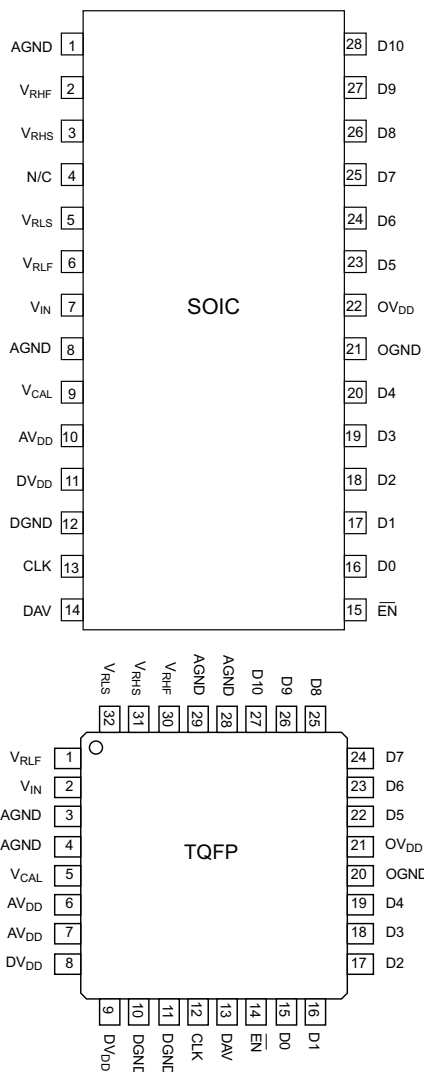 AGND 1 28 D10
V_RHF 2 27 D9
V_RHS 3 26 D8
N/C 4 25 D7
V_RLS 5 24 D6
V_RLF 6 23 D5
V_IN 7 SOIC 22 OV_DD
AGND 8 21 OGND
V_CAL 9 20 D4
AV_DD 10 19 D3
DV_DD 11 18 D2
DGND 12 17 D1
CLK 13 16 D0
DAV 14 15 E̅N̅
V_RLS V_RHS V_RHF AGND AGND D10 D9 D8
32 31 30 29 28 27 26 25
V_RLF 1 24 D7
V_IN 2 23 D6
AGND 3 22 D5
AGND 4 TQFP 21 OV_DD
V_CAL 5 20 OGND
AV_DD 6 19 D4
AV_DD 7 18 D3
DV_DD 8 17 D2
9 10 11 12 13 14 15 16
DV_DD DGND DGND CLK DAV E̅N̅ D0 D1